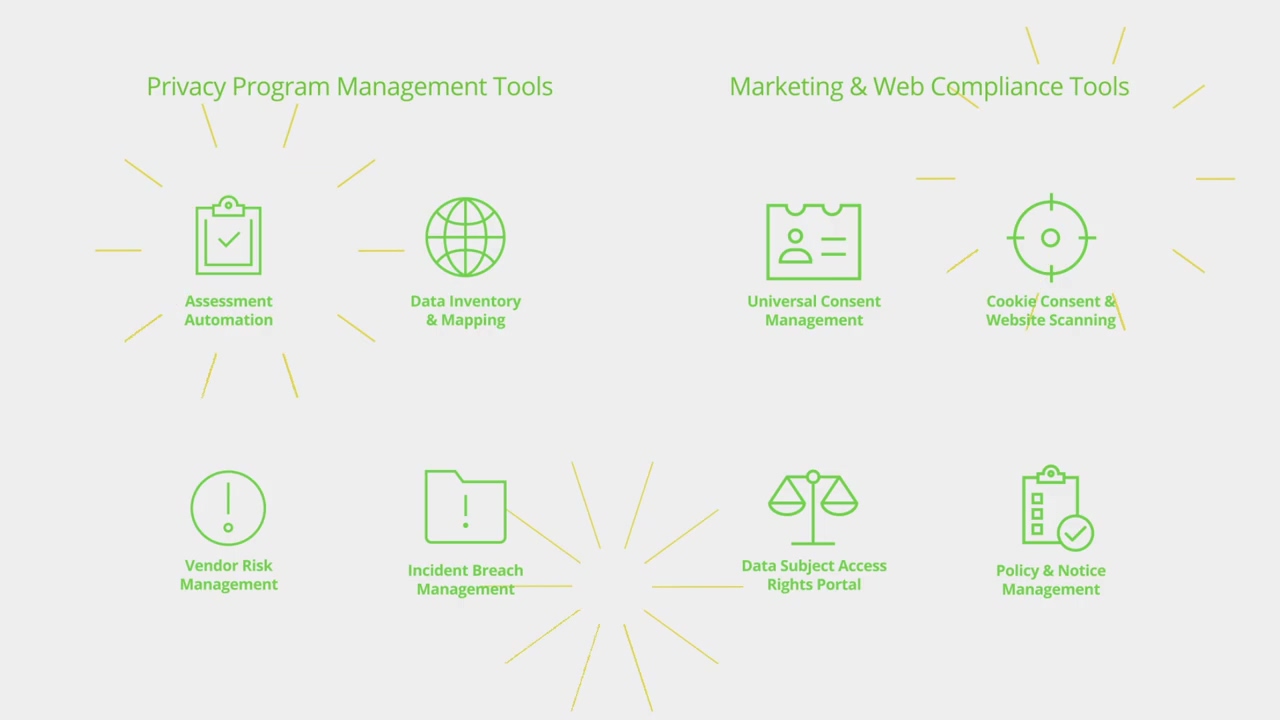 Privacy Program Management Tools
Assessment
Automation
Data Inventory
& Mapping
Vendor Risk
Management
Incident Breach
Management
Marketing & Web Compliance Tools
Universal Consent
Management
Cookie Consent &
Website Scanning
Data Subject Access
Rights Portal
Policy & Notice
Management